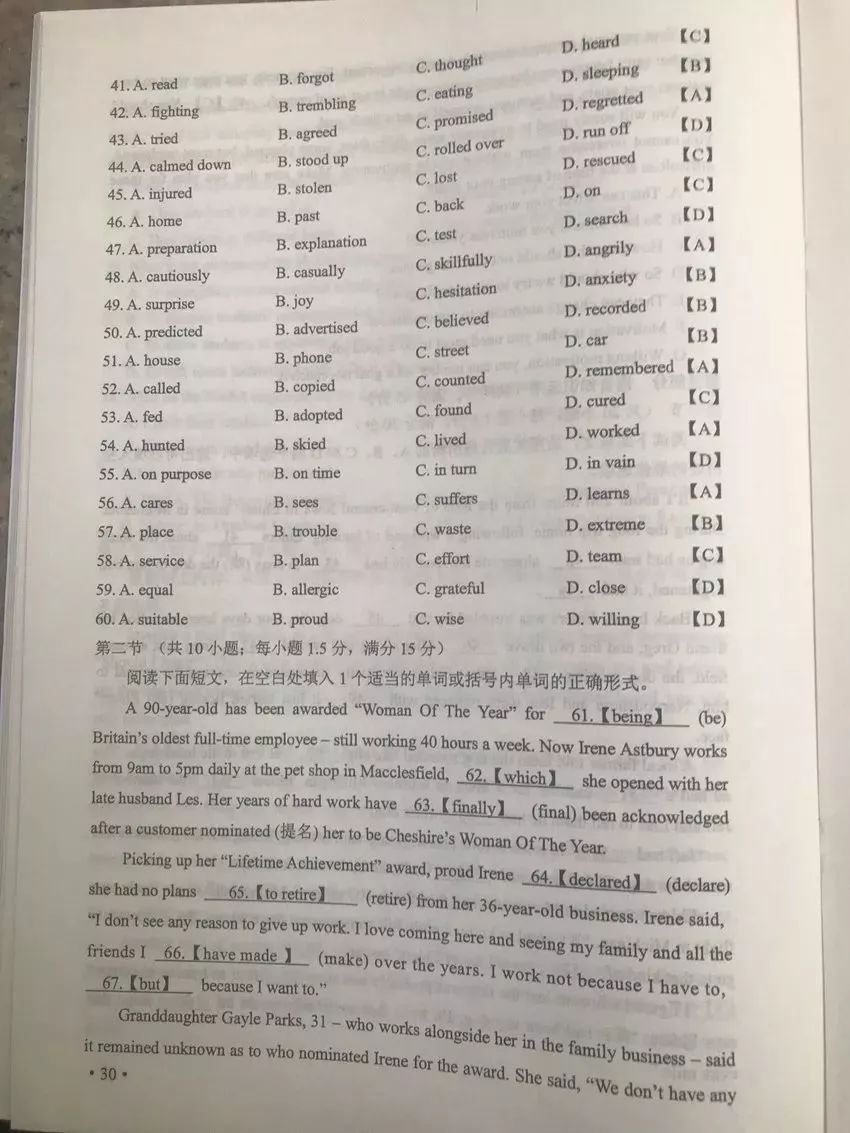 41. A. read B. forgot C. thought D. heard 【C】
42. A. fighting B. trembling C. eating D. sleeping 【B】
43. A. tried B. agreed C. promised D. regretted 【A】
44. A. calmed down B. stood up C. rolled over D. run off 【D】
45. A. injured B. stolen C. lost D. rescued 【C】
46. A. home B. past C. back D. on 【C】
47. A. preparation B. explanation C. test D. search 【D】
48. A. cautiously B. casually C. skillfully D. angrily 【A】
49. A. surprise B. joy C. hesitation D. anxiety 【B】
50. A. predicted B. advertised C. believed D. recorded 【B】
51. A. house B. phone C. street D. car 【B】
52. A. called B. copied C. counted D. remembered 【A】
53. A. fed B. adopted C. found D. cured 【C】
54. A. hunted B. skied C. lived D. worked 【A】
55. A. on purpose B. on time C. in turn D. in vain 【D】
56. A. cares B. sees C. suffers D. learns 【A】
57. A. place B. trouble C. waste D. extreme 【B】
58. A. service B. plan C. effort D. team 【C】
59. A. equal B. allergic C. grateful D. close 【D】
60. A. suitable B. proud C. wise D. willing 【D】
第二节 (共 10 小题；每小题 1.5 分，满分 15 分)
阅读下面短文，在空白处填入 1 个适当的单词或括号内单词的正确形式。
A 90-year-old has been awarded “Woman Of The Year” for 61.【being】 (be)
Britain’s oldest full-time employee – still working 40 hours a week. Now Irene Astbury works
from 9am to 5pm daily at the pet shop in Macclesfield, 62.【which】 she opened with her
late husband Les. Her years of hard work have 63.【finally】 (final) been acknowledged
after a customer nominated (提名) her to be Cheshire’s Woman Of The Year.
Picking up her “Lifetime Achievement” award, proud Irene 64.【declared】 (declare)
she had no plans 65.【to retire】 (retire) from her 36-year-old business. Irene said,
“I don’t see any reason to give up work. I love coming here and seeing my family and all the
friends I 66.【have made 】 (make) over the years. I work not because I have to,
67.【but】 because I want to.”
Granddaughter Gayle Parks, 31 – who works alongside her in the family business – said
it remained unknown as to who nominated Irene for the award. She said, “We don’t have any
• 30 •